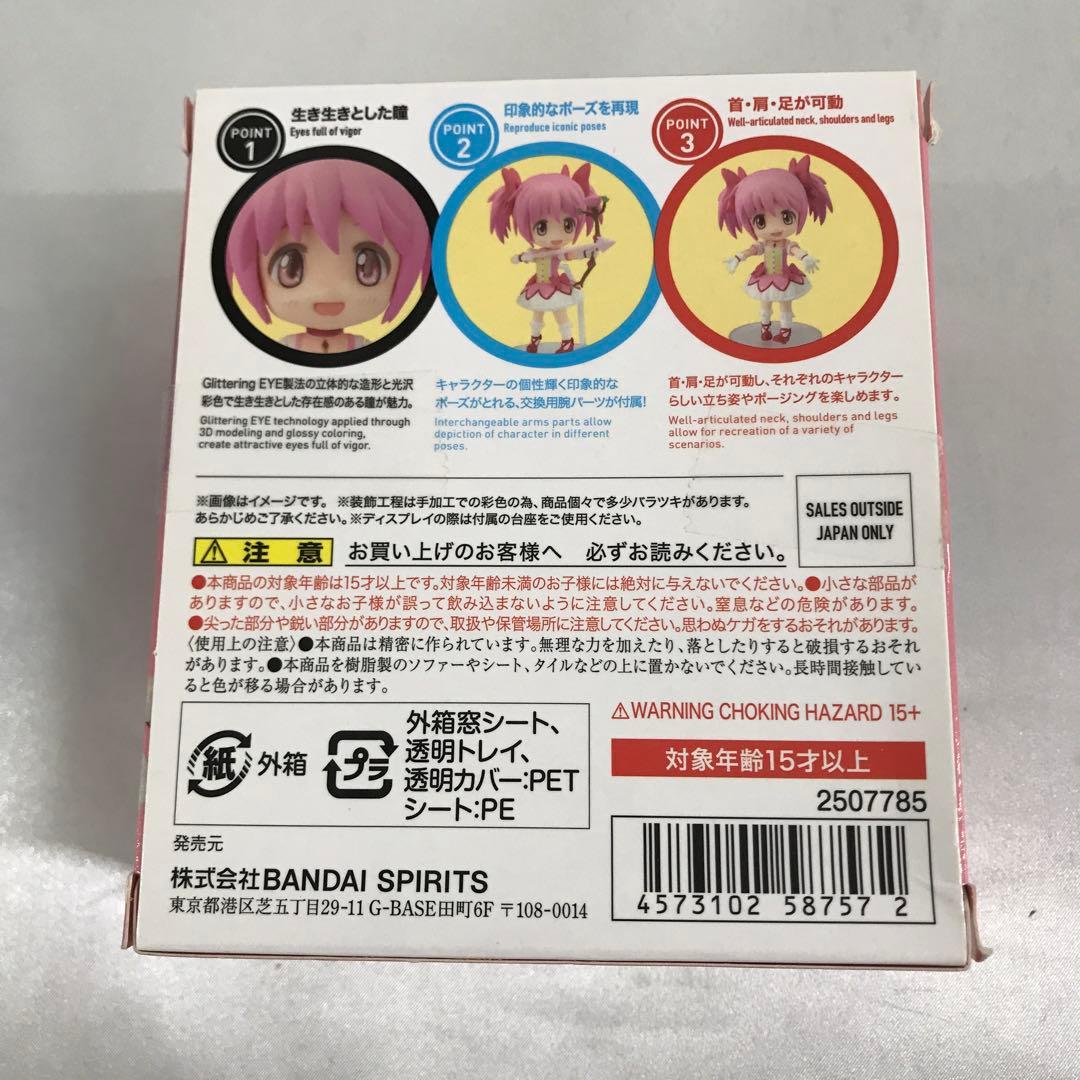 POINT
1
生き生きとした瞳
Eyes full of vigor
POINT
2
印象的なポーズを再現
Reproduce iconic poses
POINT
3
首・肩・足が可動
Well-articulated neck, shoulders and legs
Glittering EYE製法の立体的な造形と光沢
彩色で生き生きとした存在感のある瞳が魅力。
Glittering EYE technology applied through
3D modeling and glossy coloring,
create attractive eyes full of vigor.
キャラクターの個性輝く印象的な
ポーズがとれる、交換用腕パーツが付属!
Interchangeable arms parts allow
depiction of character in different
poses.
首・肩・足が可動し、それぞれのキャラクター
らしい立ち姿やポージングを楽しめます。
Well-articulated neck, shoulders and legs
allow for recreation of a variety of
scenarios.
※画像はイメージです。 ※装飾工程は手加工での彩色の為、商品個々で多少バラツキがあります。
あらかじめご了承ください。※ディスプレイの際は付属の台座をご使用ください。
SALES OUTSIDE
JAPAN ONLY
注意 お買い上げのお客様へ 必ずお読みください。
●本商品の対象年齢は15才以上です。対象年齢未満のお子様には絶対に与えないでください。●小さな部品が
ありますので、小さなお子様が誤って飲み込まないように注意してください。窒息などの危険があります。
●尖った部分や鋭い部分がありますので、取扱や保管場所に注意してください。思わぬケガをするおそれがあります。
〈使用上の注意〉●本商品は精密に作られています。無理な力を加えたり、落としたりすると破損するおそれ
があります。●本商品を樹脂製のソファーやシート、タイルなどの上に置かないでください。長時間接触してい
ると色が移る場合があります。
紙 外箱
プラ
外箱窓シート、
透明トレイ、
透明カバー:PET
シート:PE
⚠WARNING CHOKING HAZARD 15+
対象年齢15才以上
2507785
発売元
株式会社BANDAI SPIRITS
東京都港区芝五丁目29-11 G-BASE田町6F 〒108-0014
4573102 58757 2